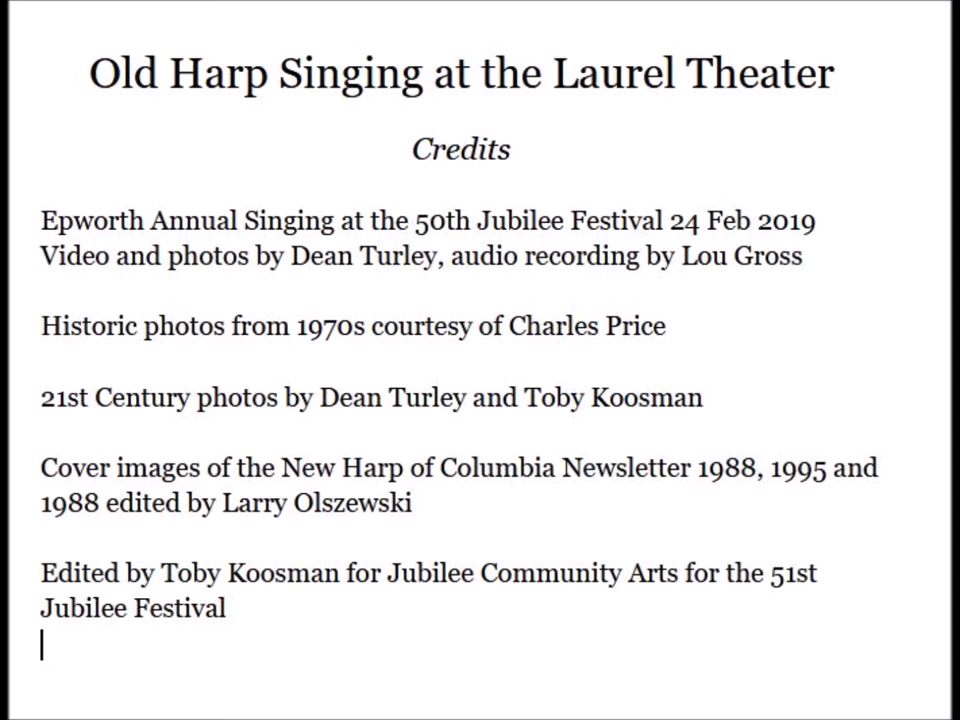 Old Harp Singing at the Laurel Theater
Credits
Epworth Annual Singing at the 50th Jubilee Festival 24 Feb 2019
Video and photos by Dean Turley, audio recording by Lou Gross
Historic photos from 1970s courtesy of Charles Price
21st Century photos by Dean Turley and Toby Koosman
Cover images of the New Harp of Columbia Newsletter 1988, 1995 and
1988 edited by Larry Olszewski
Edited by Toby Koosman for Jubilee Community Arts for the 51st
Jubilee Festival